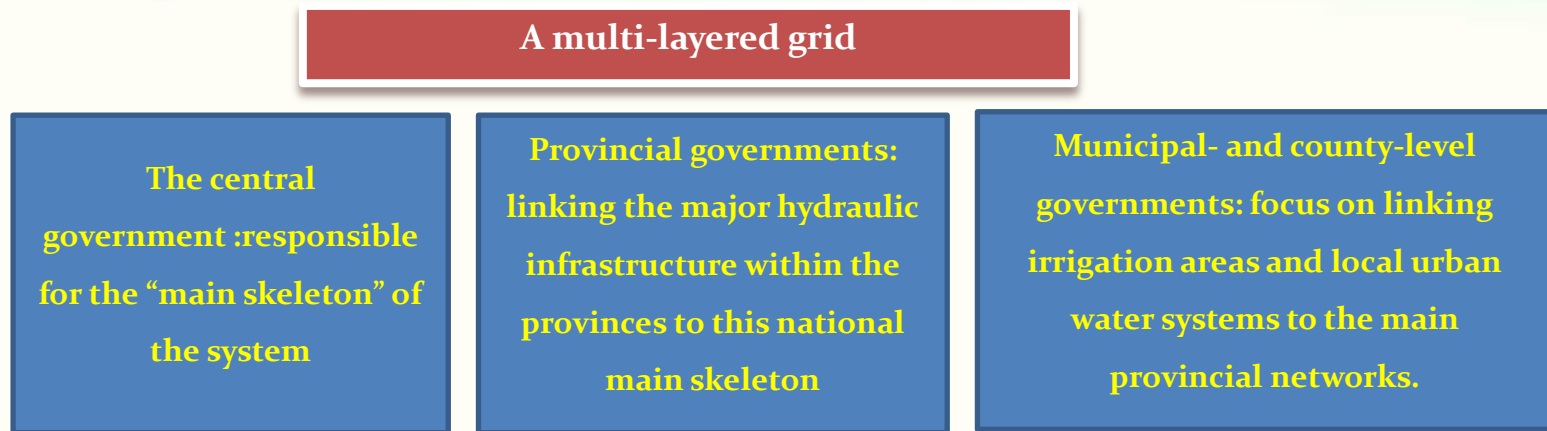 A multi-layered grid
The central
government :responsible
for the “main skeleton” of
the system
Provincial governments:
linking the major hydraulic
infrastructure within the
provinces to this national
main skeleton
Municipal- and county-level
governments: focus on linking
irrigation areas and local urban
water systems to the main
provincial networks.